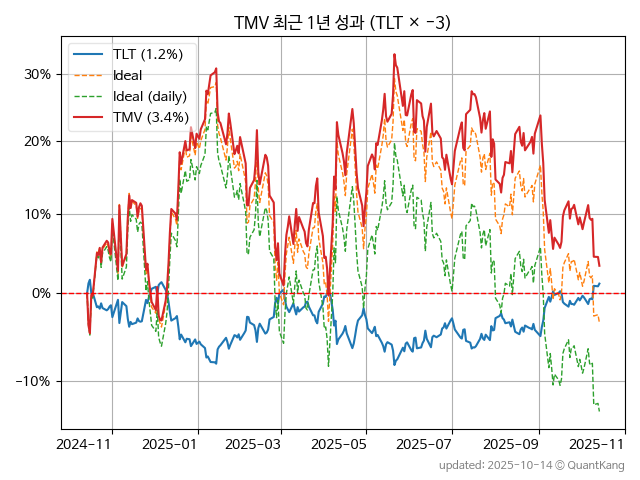 TMV 최근 1년 성과 (TLT × −3)
TLT (1.2%)
Ideal
Ideal (daily)
TMV (3.4%)
30%
20%
10%
0%
−10%
2024-11
2025-01
2025-03
2025-05
2025-07
2025-09
2025-11
updated: 2025-10-14 ⓒ QuantKang